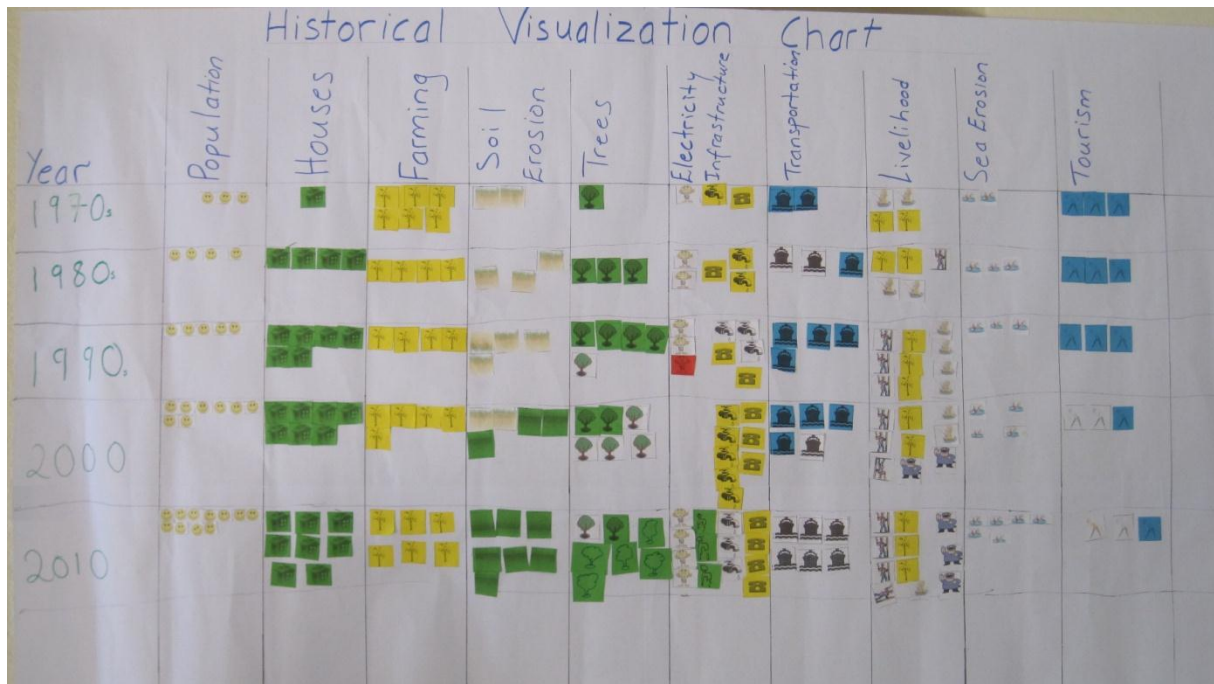 Historical Visualization Chart
Year
Population
Houses
Farming
Soil Erosion
Trees
Electricity Infrastructure
Transportation
Livelihood
Sea Erosion
Tourism
1970s
1980s
1990s
2000
2010